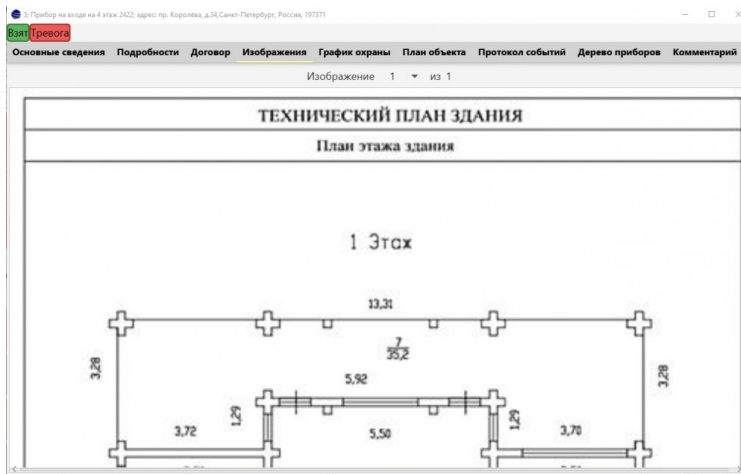 3; Прибор на входе на 4 этаж 2422; адрес: пр. Королёва, д.34,Санкт-Петербург, Россия, 197371
Взят Тревога
Основные сведения Подробности Договор Изображения График охраны План объекта Протокол событий Дерево приборов Комментарий
Изображение 1 из 1
ТЕХНИЧЕСКИЙ ПЛАН ЗДАНИЯ
План этажа здания
1 Этаж
13,31
7
35,2
3,28
5,92
3,28
3,72
1,29
5,50
1,29
3,70